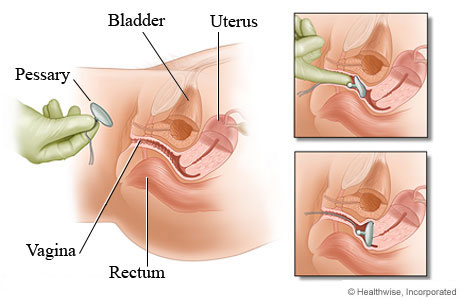 Bladder
Uterus
Pessary
Vagina
Rectum
© Healthwise, Incorporated